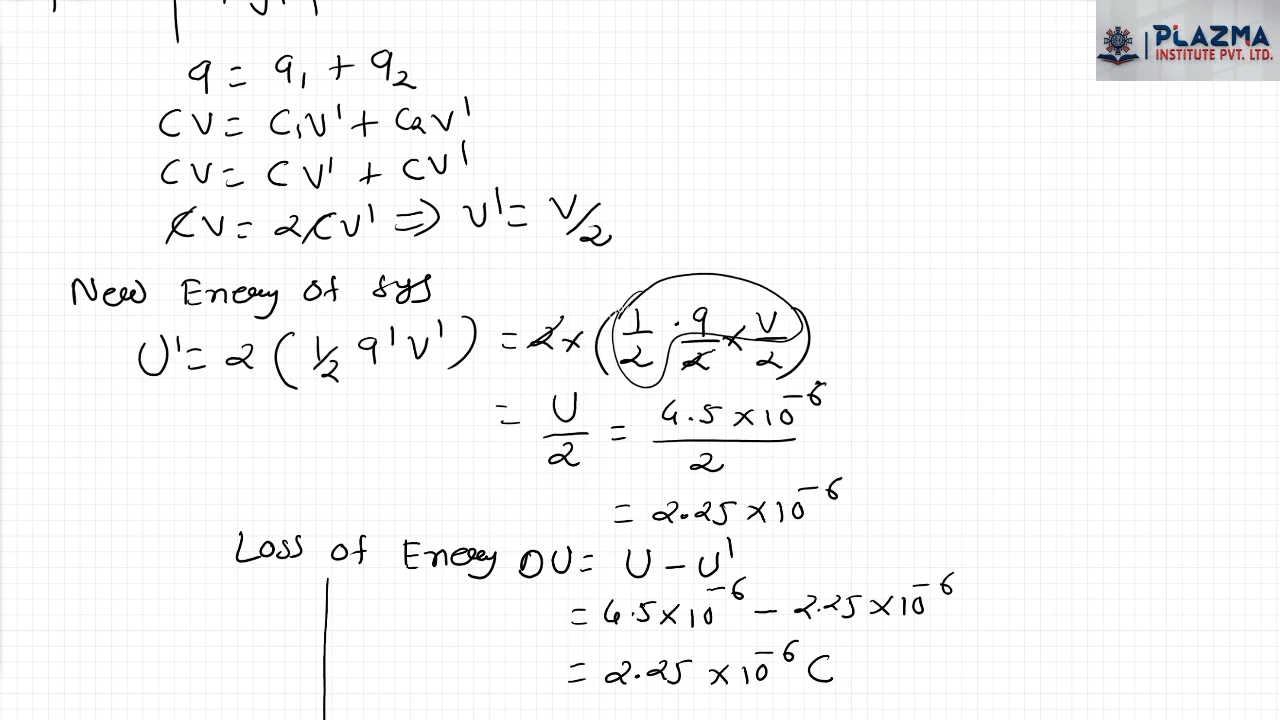 PLAZMA
INSTITUTE PVT. LTD.
q = q₁ + q₂
CV = C₁V' + C₂V'
CV = CV' + CV'
CV = 2CV' ⇒ V' = V/2
New Energy of sys
U' = 2 (1/2 q'V') = 2 × (1/2 · q/2 × V/2)
= U/2 = 4.5 × 10⁻⁶/2
= 2.25 × 10⁻⁶
Loss of Energy DU = U – U'
= 4.5 × 10⁻⁶ – 2.25 × 10⁻⁶
= 2.25 × 10⁻⁶ C